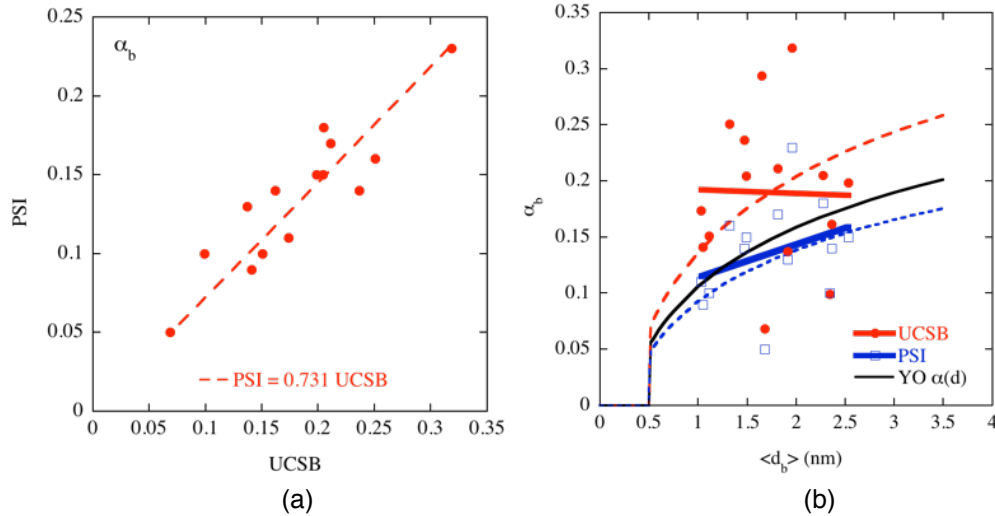 0.25
0.2
0.15
0.1
0.05
0
PSI
α_b
PSI = 0.731 UCSB
0 0.05 0.1 0.15 0.2 0.25 0.3 0.35
UCSB
(a)
0.35
0.3
0.25
0.2
0.15
0.1
0.05
0
α_b
UCSB
PSI
YO α(d)
0 0.5 1 1.5 2 2.5 3 3.5 4
<d_b> (nm)
(b)